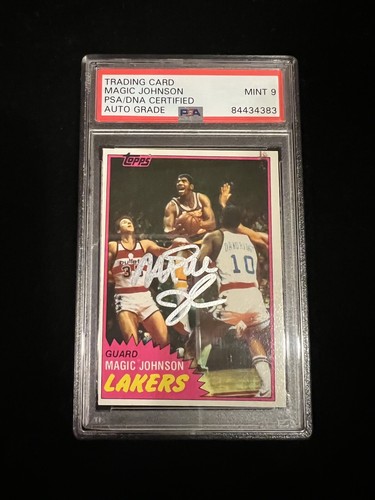 TRADING CARD
MAGIC JOHNSON
PSA/DNA CERTIFIED
AUTO GRADE
MINT 9
PSA
84434383
TOPPS
10
GUARD
MAGIC JOHNSON
LAKERS